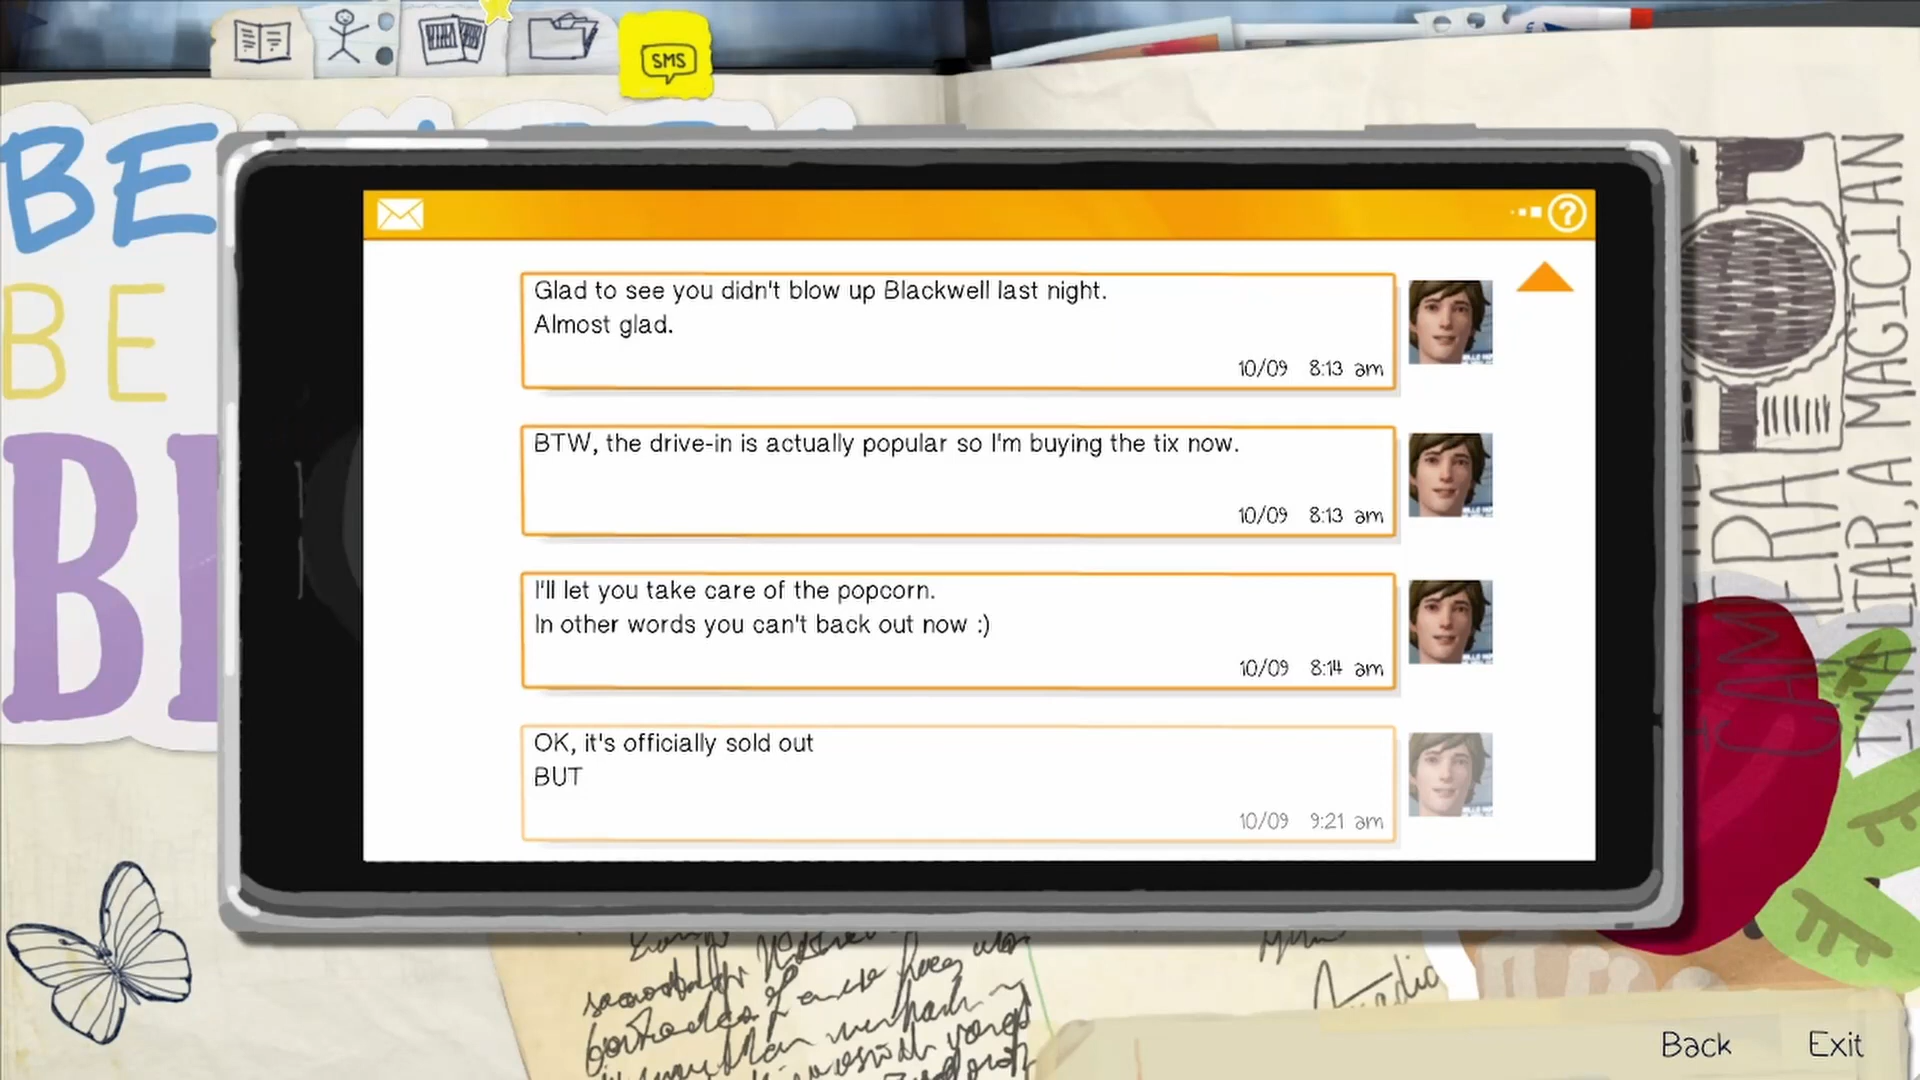 SMS
BE
BE
Glad to see you didn't blow up Blackwell last night.
Almost glad.
10/09 8:13 am
BTW, the drive-in is actually popular so I'm buying the tix now.
10/09 8:13 am
I'll let you take care of the popcorn.
In other words you can't back out now :)
10/09 8:14 am
OK, it's officially sold out
BUT
10/09 9:21 am
CAMERA
LIAR, A MAGICIAN
Back
Exit